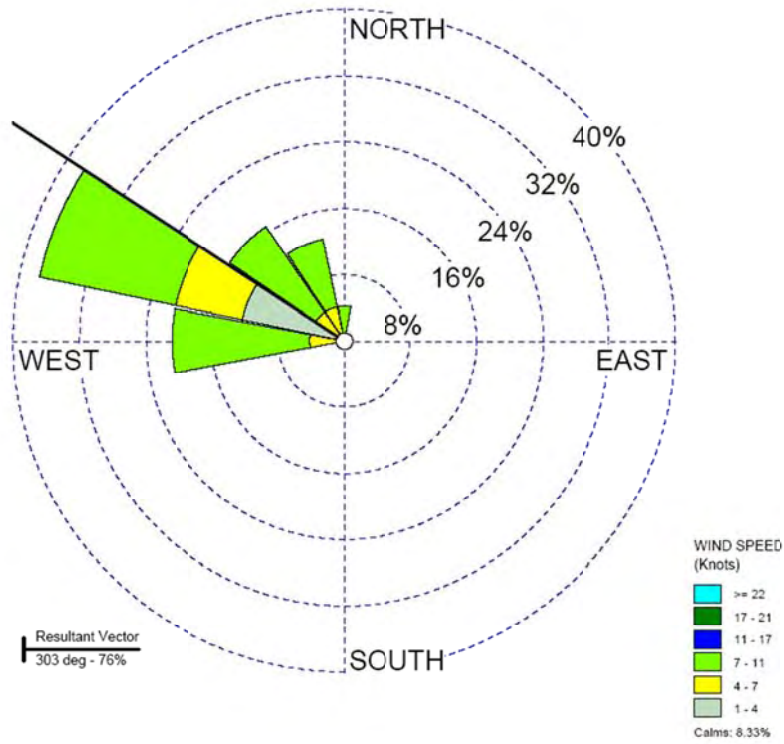 NORTH
40%
32%
24%
16%
8%
WEST
EAST
SOUTH
Resultant Vector
303 deg - 76%
WIND SPEED
(Knots)
>= 22
17 - 21
11 - 17
7 - 11
4 - 7
1 - 4
Calms: 8.33%